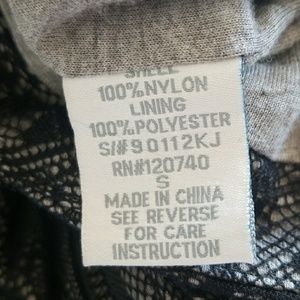 SHELL
100%NYLON
LINING
100%POLYESTER
S/#90112KJ
RN#120740
S
MADE IN CHINA
SEE REVERSE
FOR CARE
INSTRUCTION